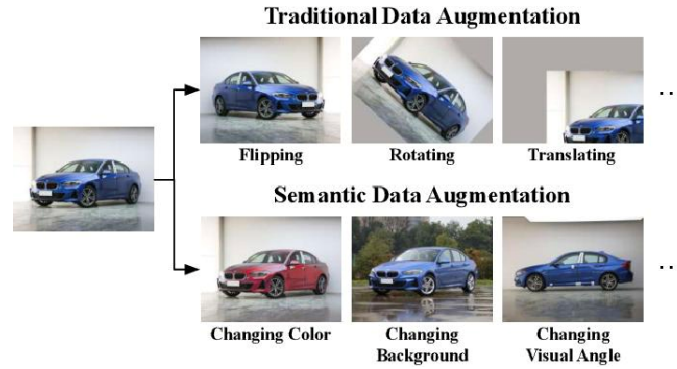 Traditional Data Augmentation
Flipping
Rotating
Translating
..
Semantic Data Augmentation
Changing Color
Changing
Background
Changing
Visual Angle
..